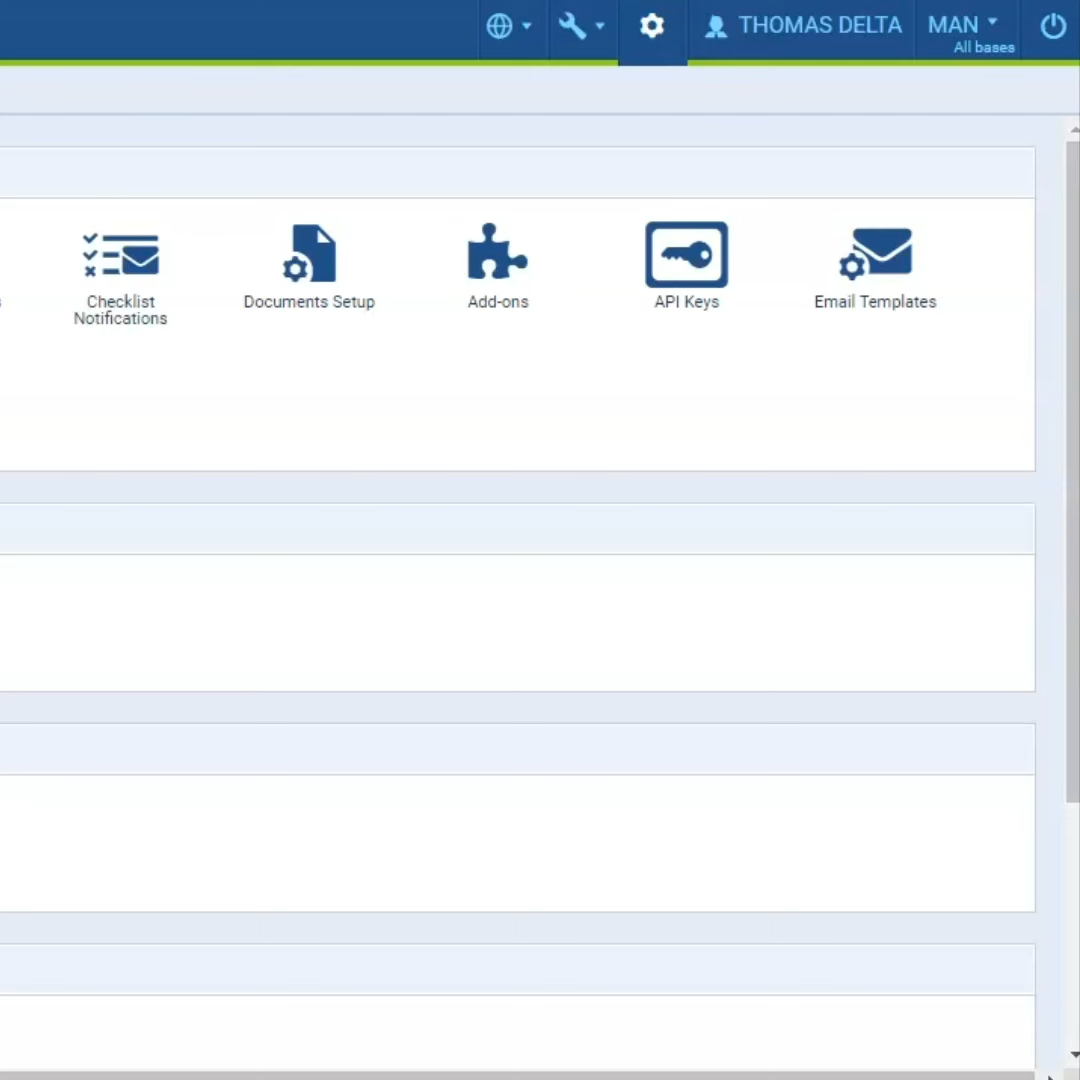 THOMAS DELTA
MAN
All bases
Checklist
Notifications
Documents Setup
Add-ons
API Keys
Email Templates